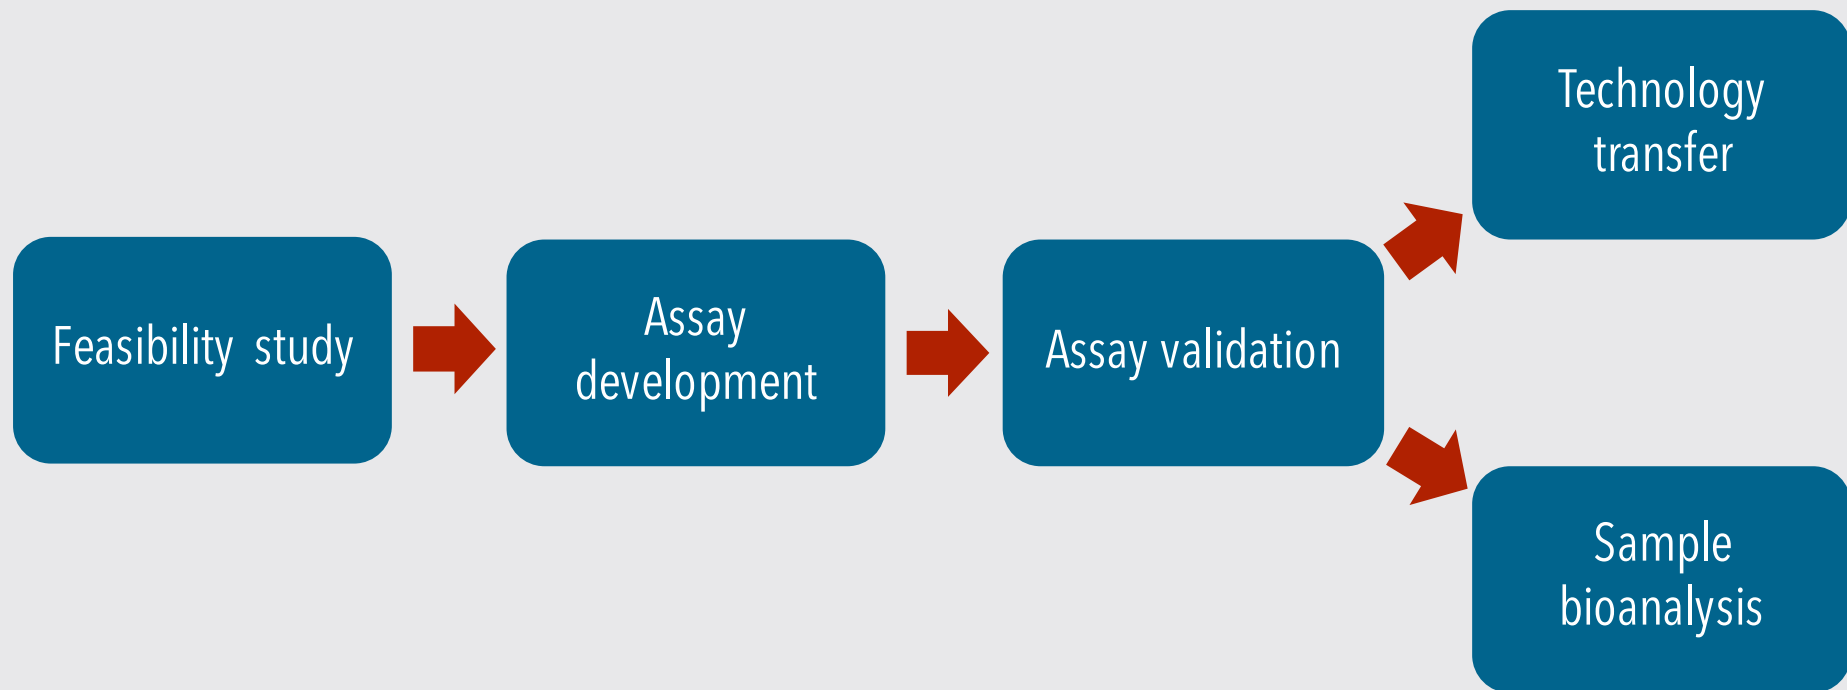 Feasibility study
Assay
development
Assay validation
Technology
transfer
Sample
bioanalysis